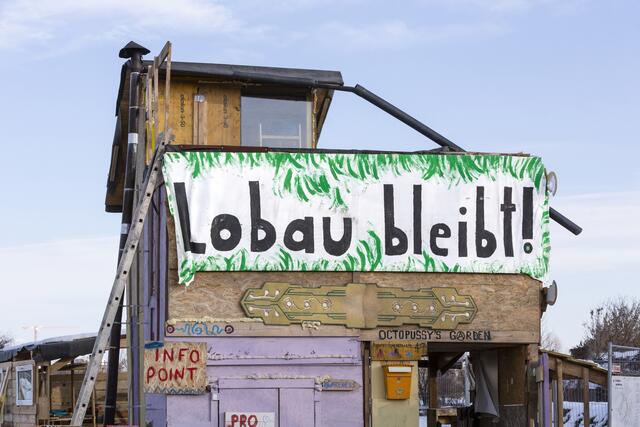 Lobau bleibt!
OCTOPUSSY'S GARDEN
INFO
POINT
PRO